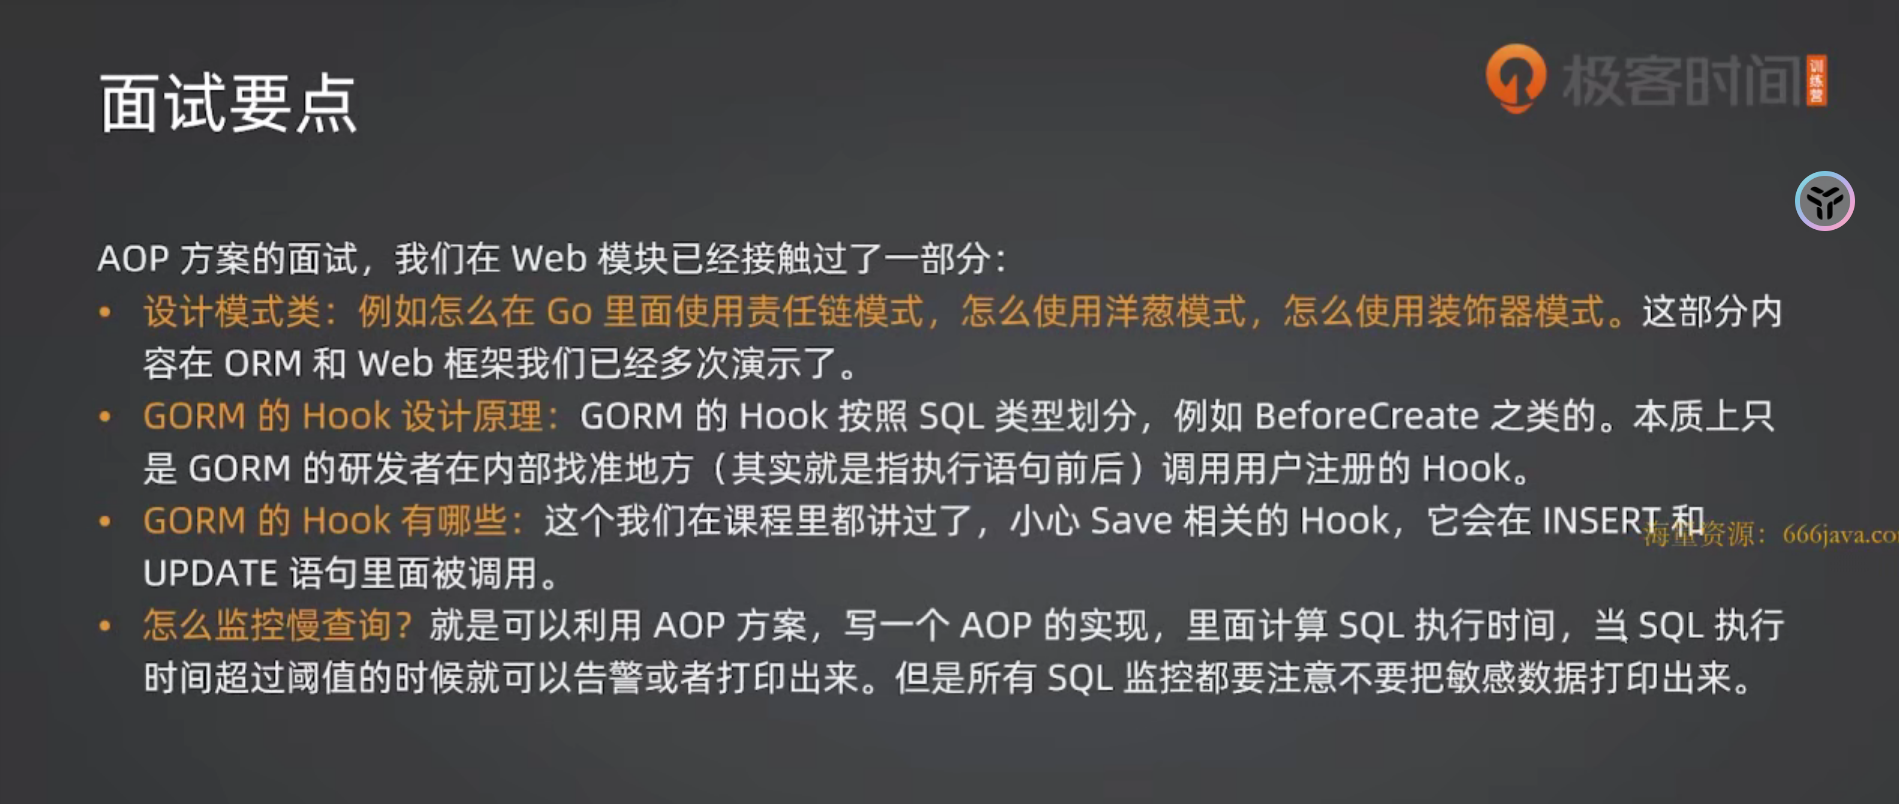 面试要点
极客时间 训练营
AOP 方案的面试，我们在 Web 模块已经接触过了一部分：
• 设计模式类：例如怎么在 Go 里面使用责任链模式，怎么使用洋葱模式，怎么使用装饰器模式。这部分内
容在 ORM 和 Web 框架我们已经多次演示了。
• GORM 的 Hook 设计原理：GORM 的 Hook 按照 SQL 类型划分，例如 BeforeCreate 之类的。本质上只
是 GORM 的研发者在内部找准地方（其实就是指执行语句前后）调用用户注册的 Hook。
• GORM 的 Hook 有哪些：这个我们在课程里都讲过了，小心 Save 相关的 Hook，它会在 INSERT 和
海量资源：666java.co
UPDATE 语句里面被调用。
• 怎么监控慢查询？就是可以利用 AOP 方案，写一个 AOP 的实现，里面计算 SQL 执行时间，当 SQL 执行
时间超过阈值的时候就可以告警或者打印出来。但是所有 SQL 监控都要注意不要把敏感数据打印出来。